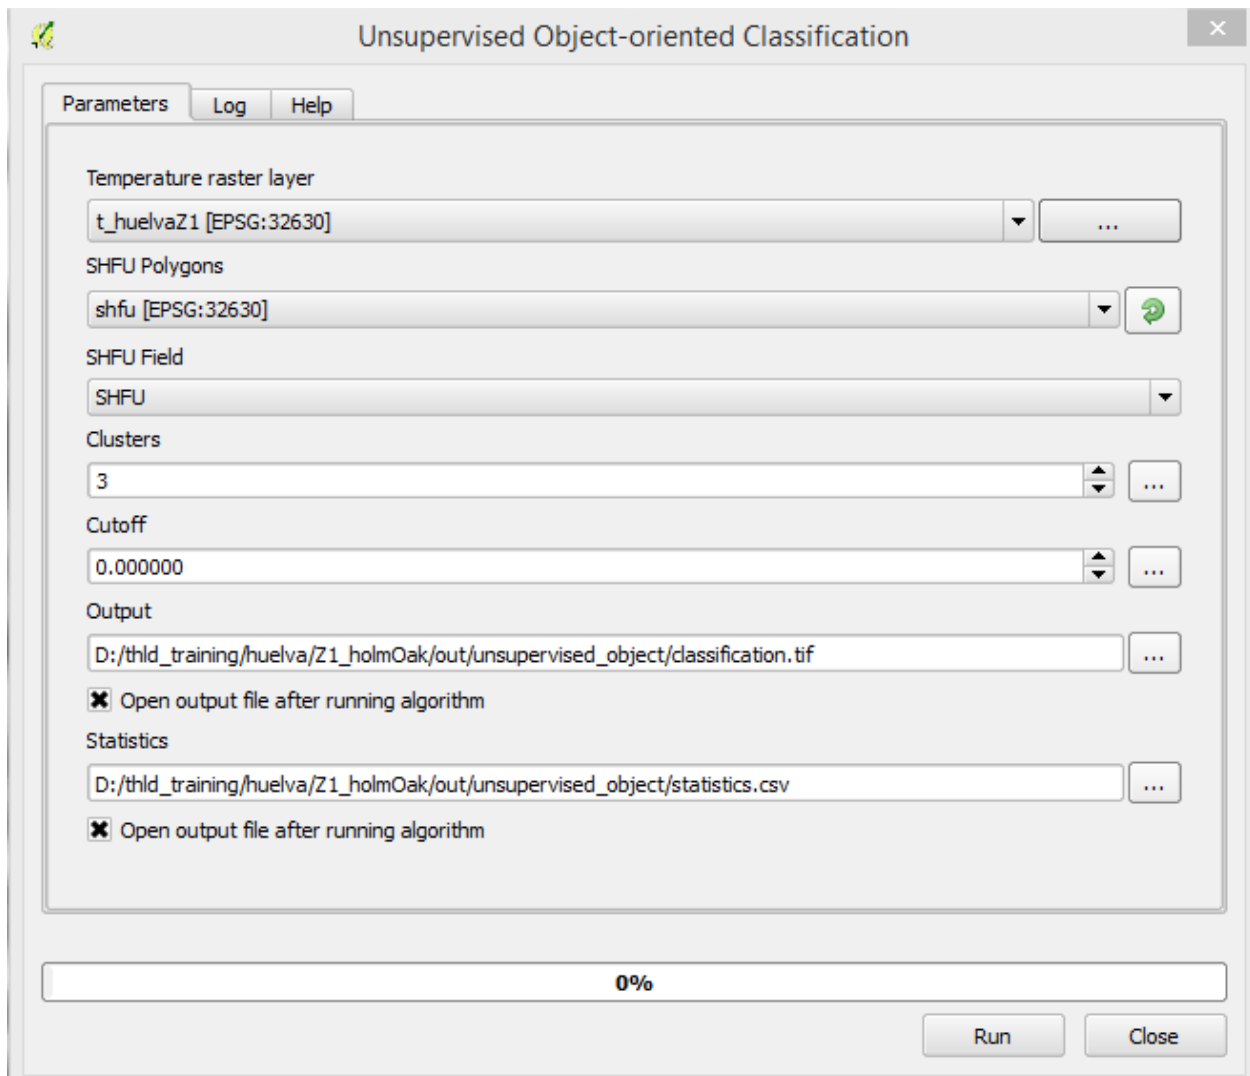 Unsupervised Object-oriented Classification
Parameters Log Help
Temperature raster layer
t_huelvaZ1 [EPSG:32630] ...
SHFU Polygons
shfu [EPSG:32630]
SHFU Field
SHFU
Clusters
3 ...
Cutoff
0.000000 ...
Output
D:/thld_training/huelva/Z1_holmOak/out/unsupervised_object/classification.tif ...
Open output file after running algorithm
Statistics
D:/thld_training/huelva/Z1_holmOak/out/unsupervised_object/statistics.csv ...
Open output file after running algorithm
0%
Run Close